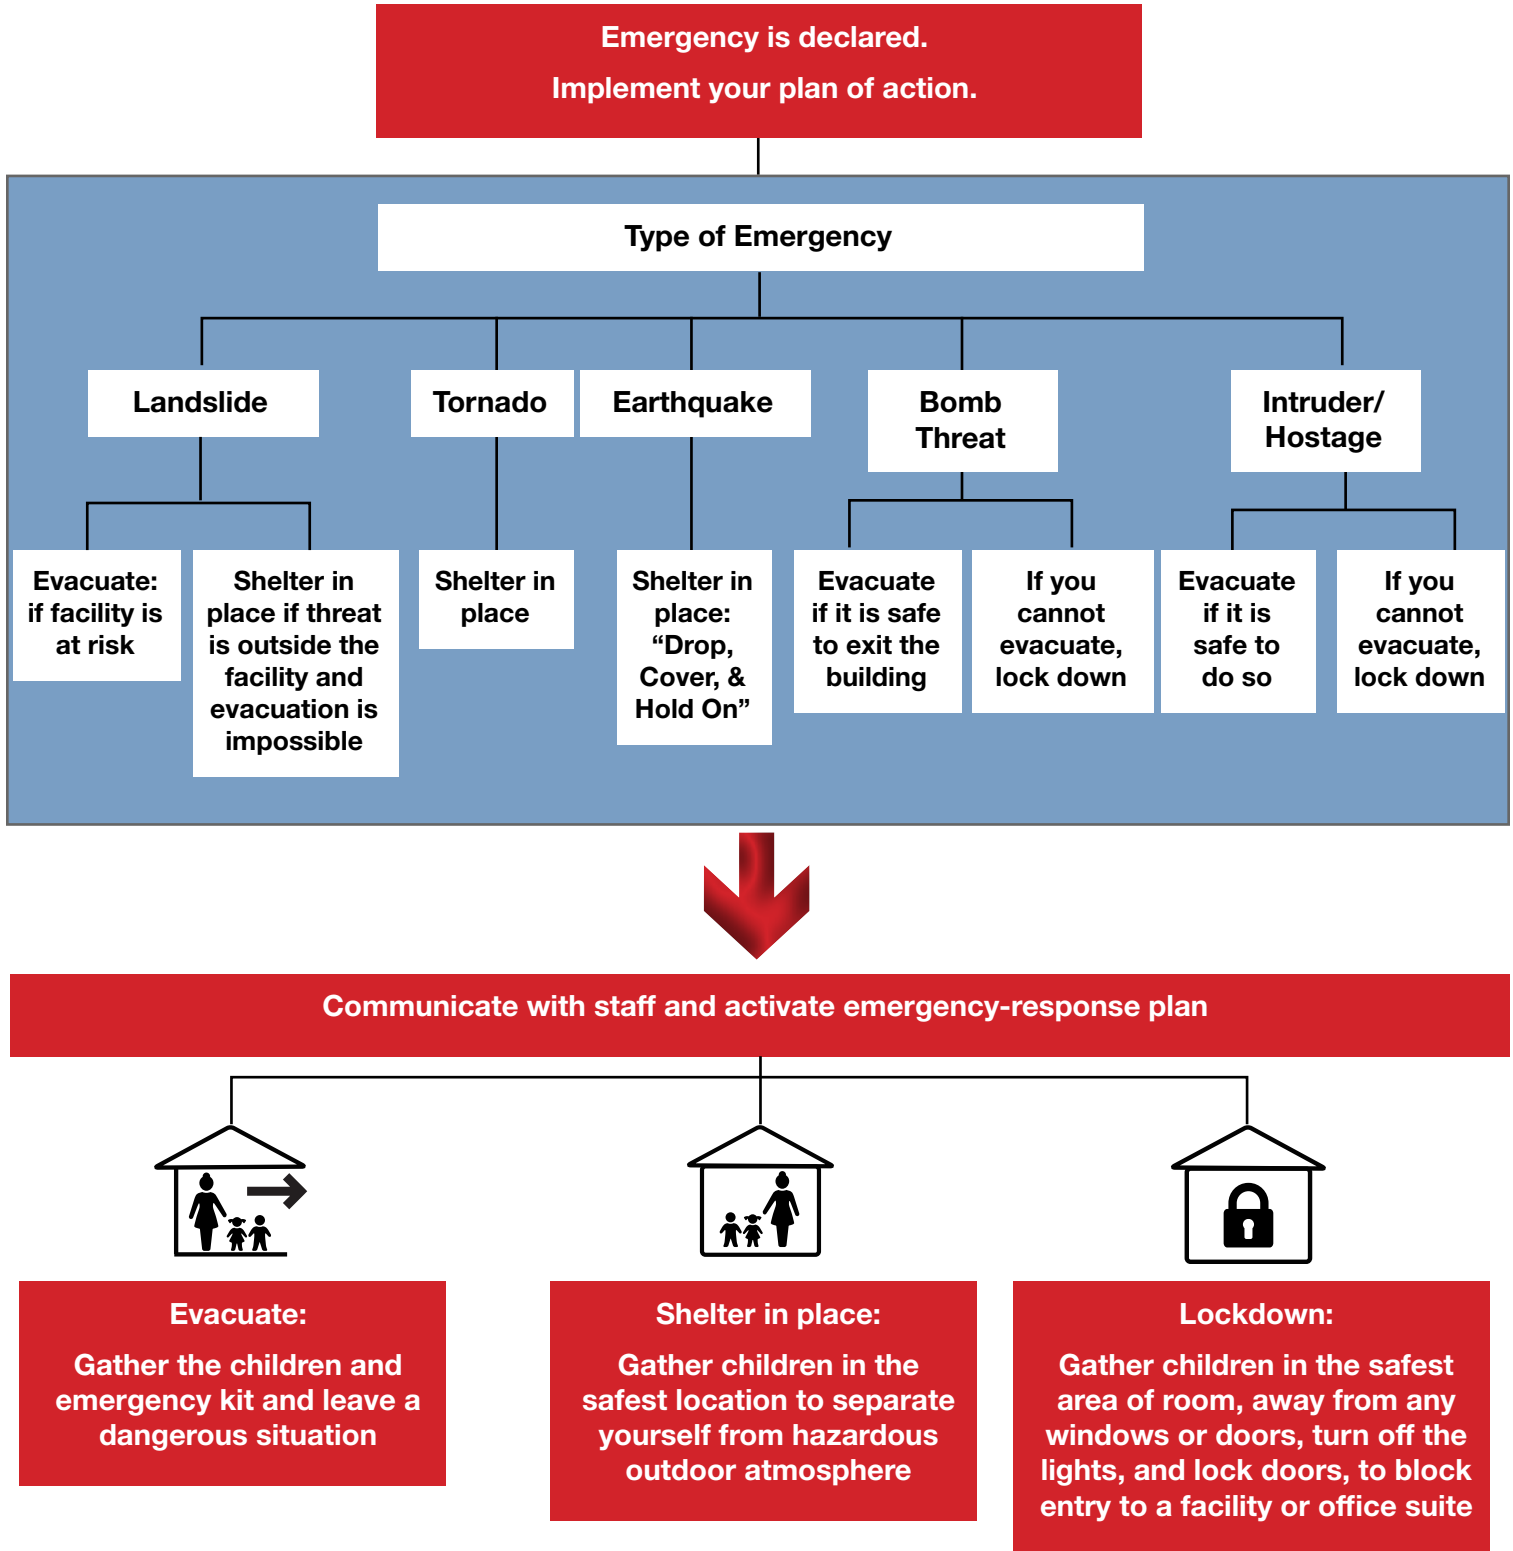 Emergency is declared.
Implement your plan of action.
Type of Emergency
Landslide
Tornado
Earthquake
Bomb
Threat
Intruder/
Hostage
Evacuate:
if facility is
at risk
Shelter in
place if threat
is outside the
facility and
evacuation is
impossible
Shelter in
place
Shelter in
place:
“Drop,
Cover, &
Hold On”
Evacuate
if it is safe
to exit the
building
If you
cannot
evacuate,
lock down
Evacuate
if it is
safe to
do so
If you
cannot
evacuate,
lock down
Communicate with staff and activate emergency-response plan
Evacuate:
Gather the children and
emergency kit and leave a
dangerous situation
Shelter in place:
Gather children in the
safest location to separate
yourself from hazardous
outdoor atmosphere
Lockdown:
Gather children in the safest
area of room, away from any
windows or doors, turn off the
lights, and lock doors, to block
entry to a facility or office suite